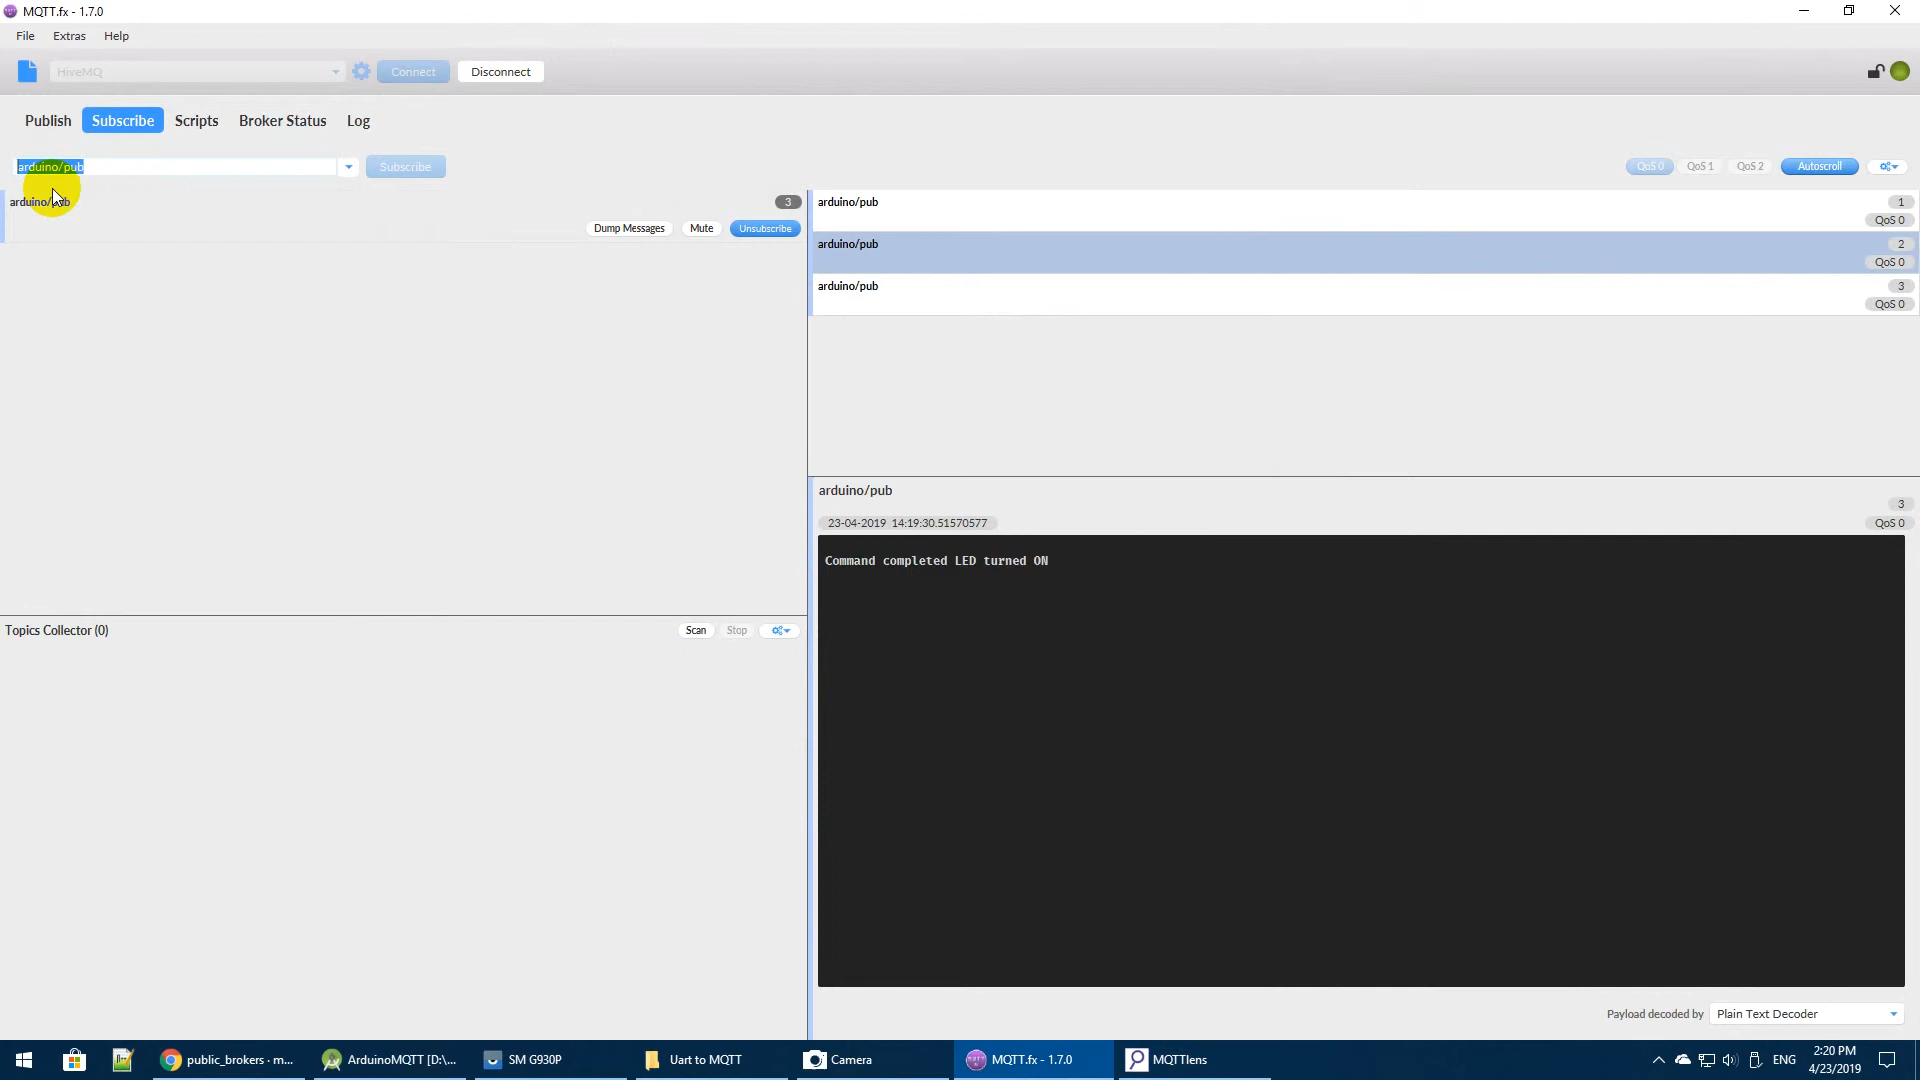 MQTT.fx - 1.7.0
File Extras Help
HiveMQ Connect Disconnect
Publish Subscribe Scripts Broker Status Log
arduino/pub Subscribe QoS 0 QoS 1 QoS 2 Autoscroll
arduino/pub 3
Dump Messages Mute Unsubscribe
arduino/pub 1
QoS 0
arduino/pub 2
QoS 0
arduino/pub 3
QoS 0
arduino/pub
3
23-04-2019 14:19:30.51570577 QoS 0
Command completed LED turned ON
Topics Collector (0) Scan Stop
Payload decoded by Plain Text Decoder
public_brokers · m... ArduinoMQTT [D:\... SM G930P Uart to MQTT Camera MQTT.fx - 1.7.0 MQTTlens ENG
2:20 PM
4/23/2019